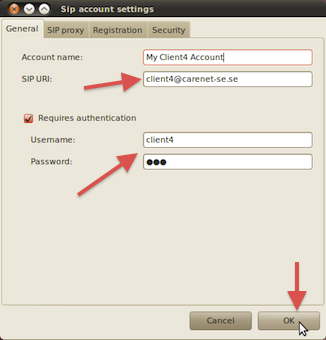 Sip account settings
General SIP proxy Registration Security
Account name: My Client4 Account
SIP URI: client4@carenet-se.se
Requires authentication
Username: client4
Password: ●●●
Cancel OK